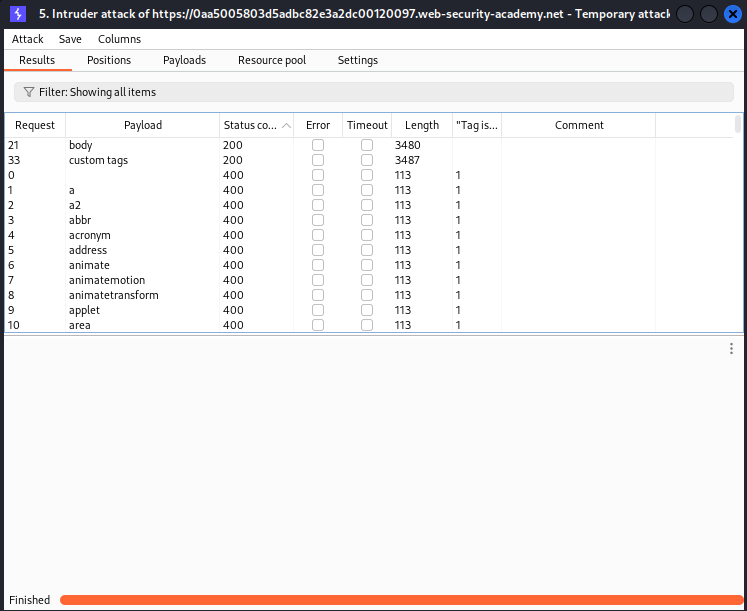 5. Intruder attack of https://0aa5005803d5adbc82e3a2dc00120097.web-security-academy.net - Temporary attack
Attack Save Columns
Results Positions Payloads Resource pool Settings
Filter: Showing all items
Request Payload Status co... Error Timeout Length "Tag is... Comment
21 body 200 3480
33 custom tags 200 3487
0 400 113 1
1 a 400 113 1
2 a2 400 113 1
3 abbr 400 113 1
4 acronym 400 113 1
5 address 400 113 1
6 animate 400 113 1
7 animatemotion 400 113 1
8 animatetransform 400 113 1
9 applet 400 113 1
10 area 400 113 1
Finished